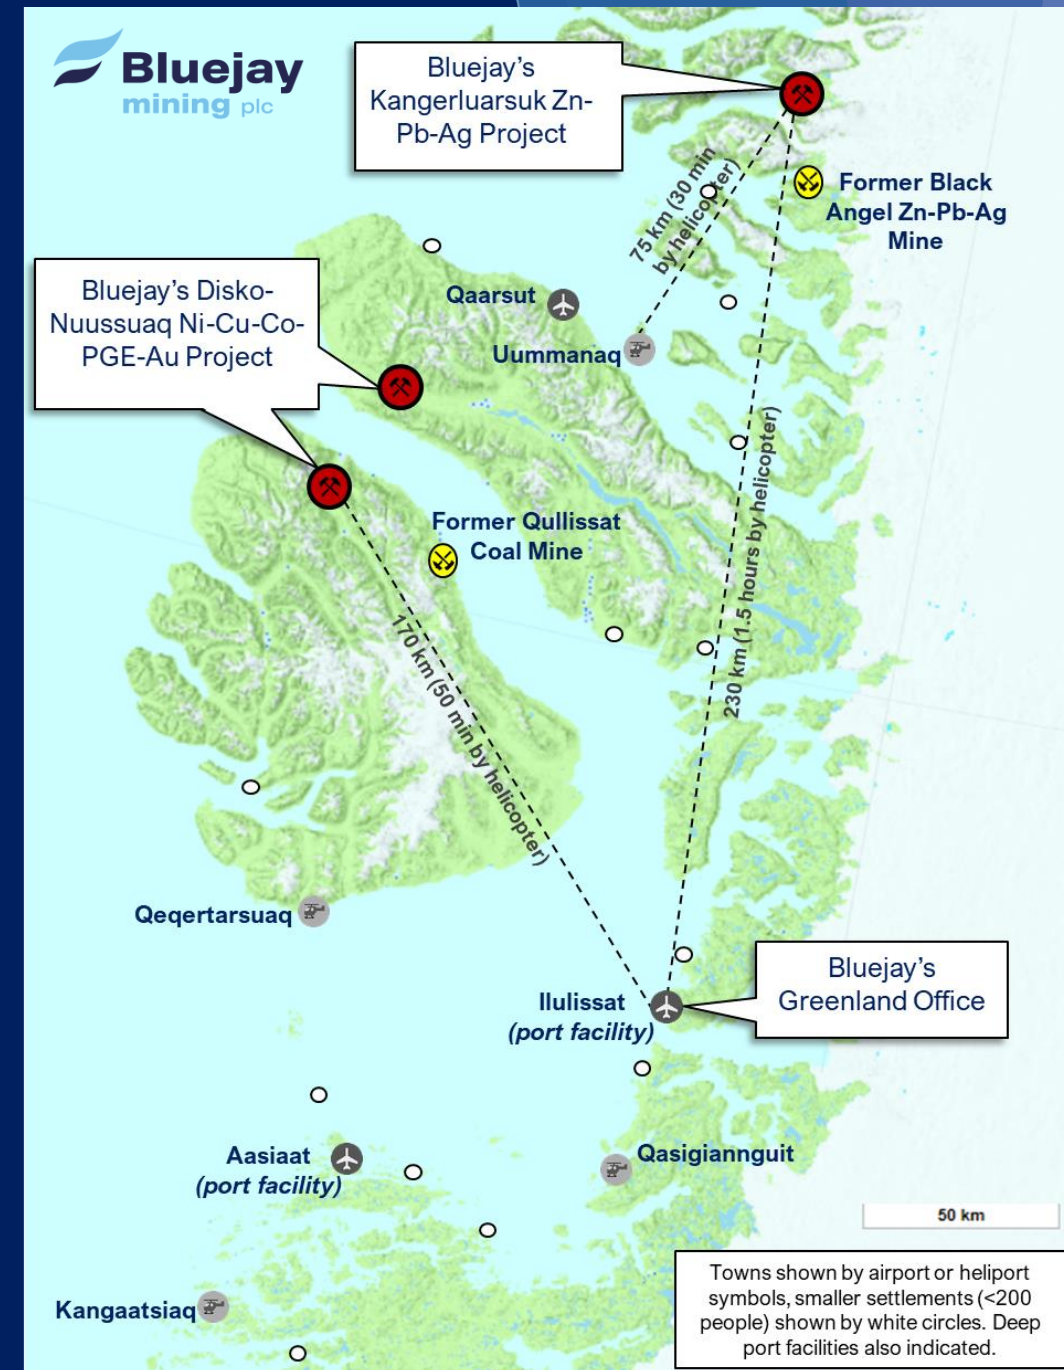 Bluejay
mining plc
Bluejay's
Kangerluarsuk Zn-
Pb-Ag Project
Former Black
Angel Zn-Pb-Ag
Mine
75 km (30 min
by helicopter)
Bluejay's Disko-
Nuussuaq Ni-Cu-Co-
PGE-Au Project
Qaarsut
Uummanaq
Former Qullissat
Coal Mine
230 km (1.5 hours by helicopter)
170 km (50 min by helicopter)
Qeqertarsuaq
Ilulissat
(port facility)
Bluejay's
Greenland Office
Aasiaat
(port facility)
Qasigiannguit
50 km
Kangaatsiaq
Towns shown by airport or heliport
symbols, smaller settlements (<200
people) shown by white circles. Deep
port facilities also indicated.